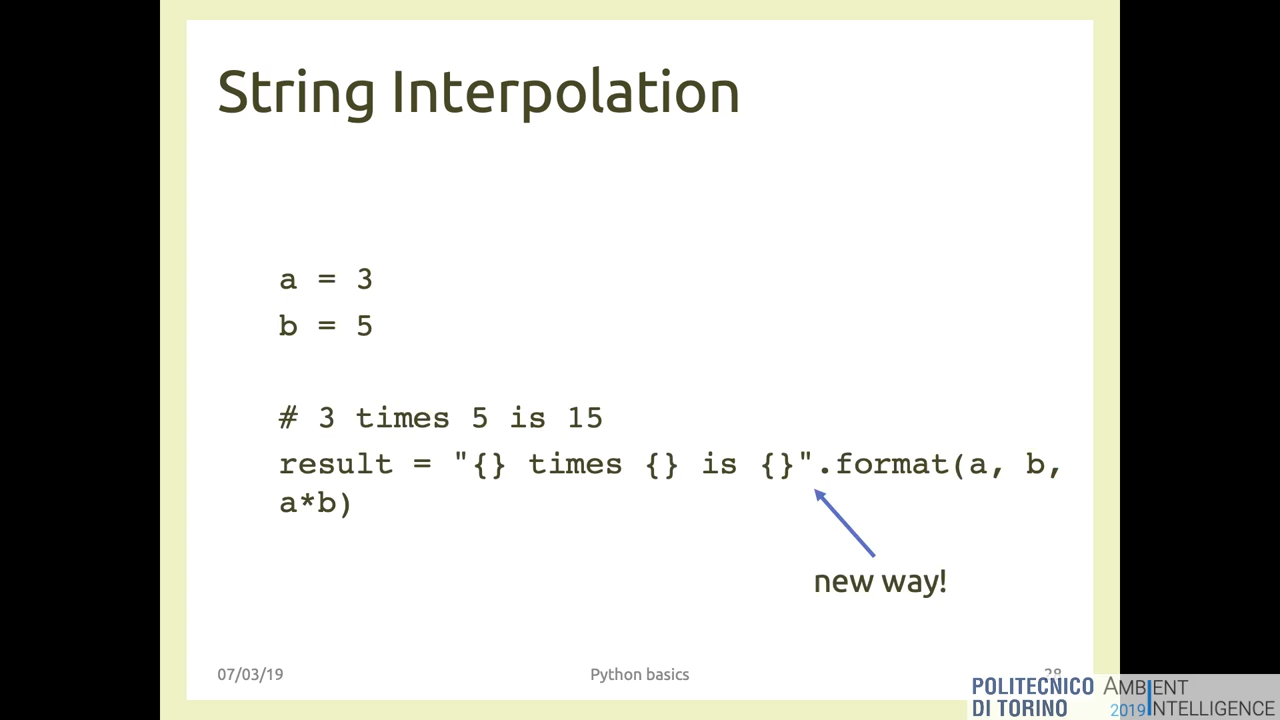 String Interpolation
a = 3
b = 5
# 3 times 5 is 15
result = "{} times {} is {}".format(a, b,
a*b)
new way!
07/03/19
Python basics
28
POLITECNICO
DI TORINO
AMBIENT
2019 INTELLIGENCE